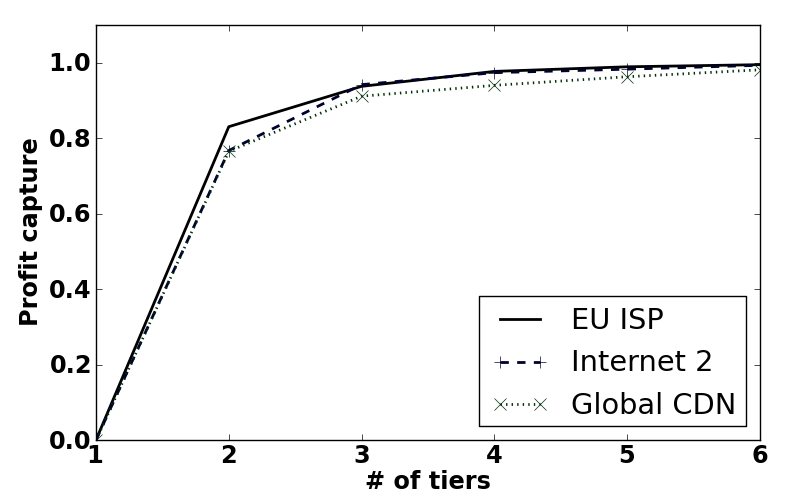 1.0
0.8
0.6
0.4
0.2
0.0
Profit capture
EU ISP
Internet 2
Global CDN
1 2 3 4 5 6
# of tiers